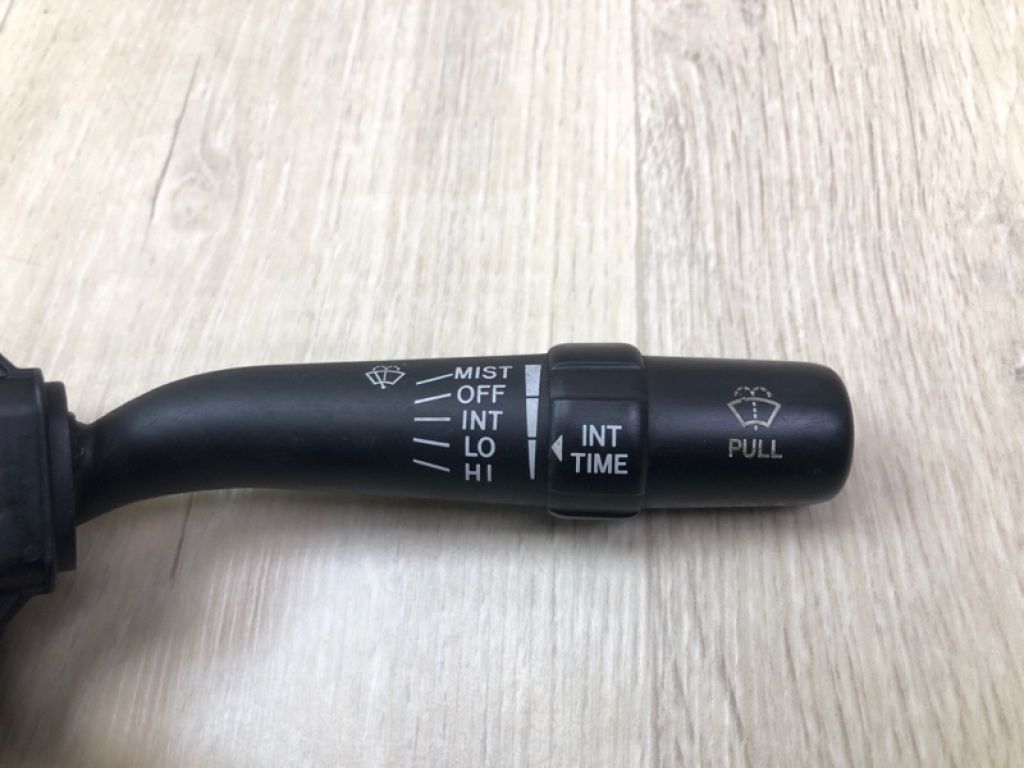 MIST
OFF
INT
LO
HI
INT
TIME
PULL